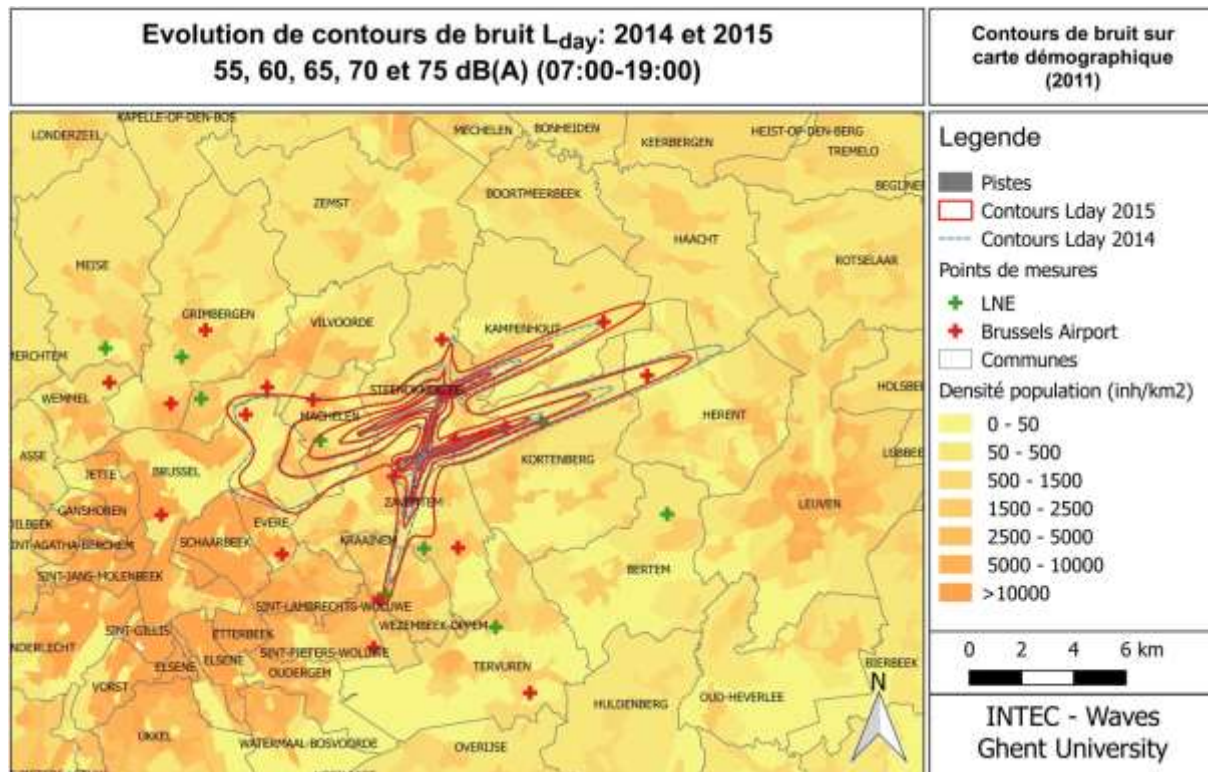 Evolution de contours de bruit Lday: 2014 et 2015
55, 60, 65, 70 et 75 dB(A) (07:00-19:00)
Contours de bruit sur
carte démographique
(2011)
KAPELLE-OP-DEN-BOS
LONDERZEEL
MECHELEN
BONHEIDEN
KEERBERGEN
HEIST-OP-DEN-BERG
TREMELO
BEGIJNE
BOORTMEERBEEK
ZEMST
HAACHT
ROTSELAAR
MEISE
GRIMBERGEN
VILVOORDE
KAMPENHOUT
MERCHTEM
WEMMEL
MACHELEN
HERENT
HOLSBE
ASSE
BRUSSEL
KORTENBERG
LUBBEE
JETTE
GANSHOREN
ZAVENTEM
LEUVEN
EVERE
SCHAARBEEK
KRAAINEM
SINT-JANS-MOLENBEEK
BERTEM
SINT-LAMBRECHTS-WOLUWE
WEZEMBEEK-OPPEM
SINT-GILLIS
ETTERBEEK
ELSENE
ELSENE
SINT-PIETERS-WOLUWE
OUDERGEM
TERVUREN
BIERBEEK
VORST
HULDENBERG
OUD-HEVERLEE
UKKEL
WATERMAAL-BOSVOORDE
OVERIJSE
N
Legende
Pistes
Contours Lday 2015
Contours Lday 2014
Points de mesures
LNE
Brussels Airport
Communes
Densité population (inh/km2)
0 - 50
50 - 500
500 - 1500
1500 - 2500
2500 - 5000
5000 - 10000
>10000
0 2 4 6 km
INTEC - Waves
Ghent University